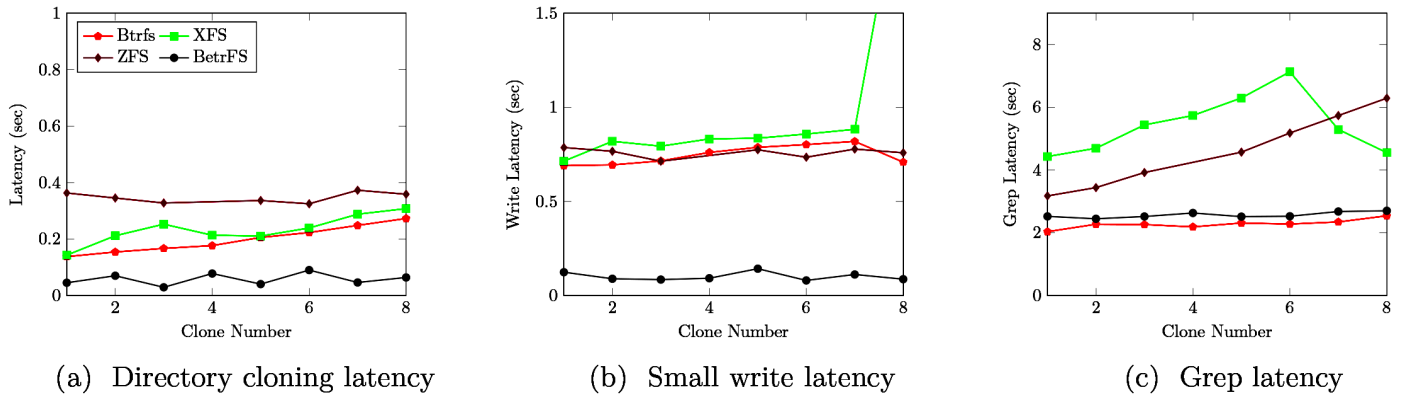 1
0.8
0.6
0.4
0.2
0
2
4
6
8
Latency (sec)
Clone Number
Btrfs
XFS
ZFS
BetrFS
(a) Directory cloning latency
1.5
1
0.5
0
2
4
6
8
Write Latency (sec)
Clone Number
(b) Small write latency
8
6
4
2
0
2
4
6
8
Grep Latency (sec)
Clone Number
(c) Grep latency